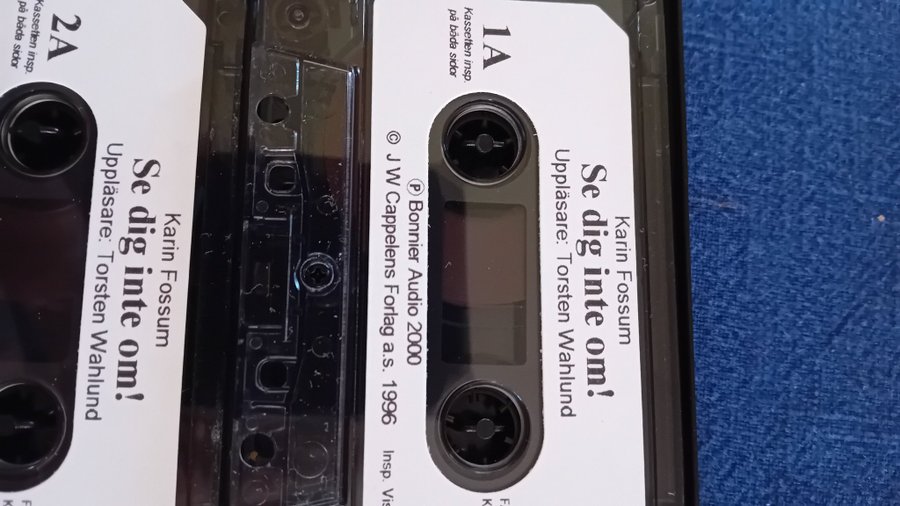 Karin Fossum
Se dig inte om!
Uppläsare: Torsten Wahlund
1A
Kassetten insp.
på båda sidor
℗ Bonnier Audio 2000
© J W Cappelens Forlag a.s. 1996
Insp.
Karin Fossum
Se dig inte om!
Uppläsare: Torsten Wahlund
2A
Kassetten insp.
på båda sidor